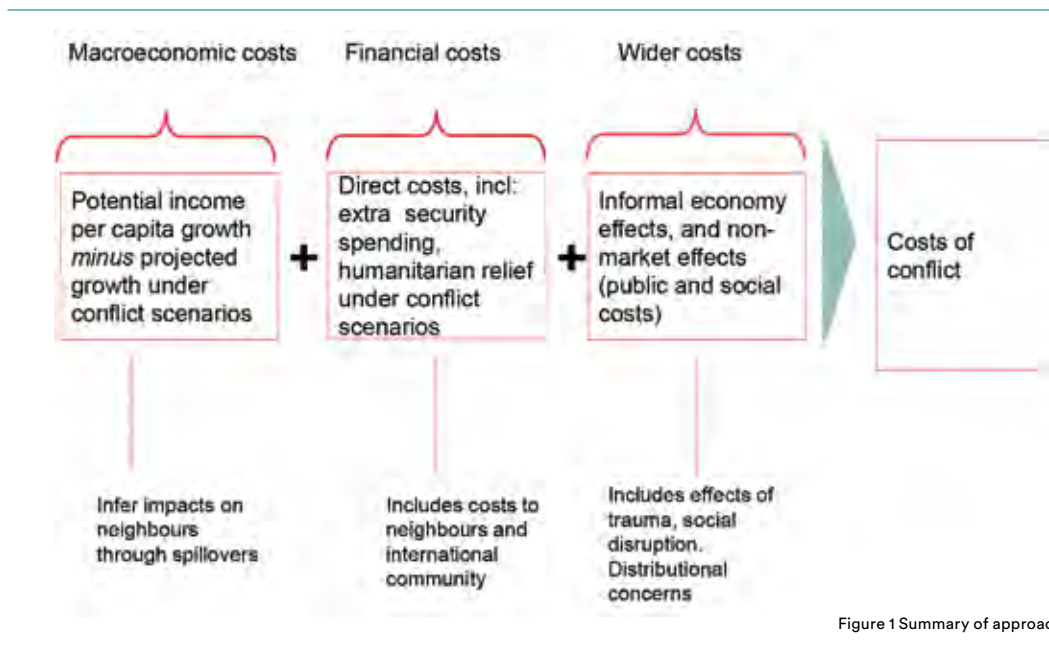 Macroeconomic costs
Financial costs
Wider costs
Potential income
per capita growth
minus projected
growth under
conflict scenarios
+
Direct costs, incl:
extra security
spending,
humanitarian relief
under conflict
scenarios
+
Informal economy
effects, and non-
market effects
(public and social
costs)
Costs of
conflict
Infer impacts on
neighbours
through spillovers
Includes costs to
neighbours and
international
community
Includes effects of
trauma, social
disruption.
Distributional
concerns
Figure 1 Summary of approac